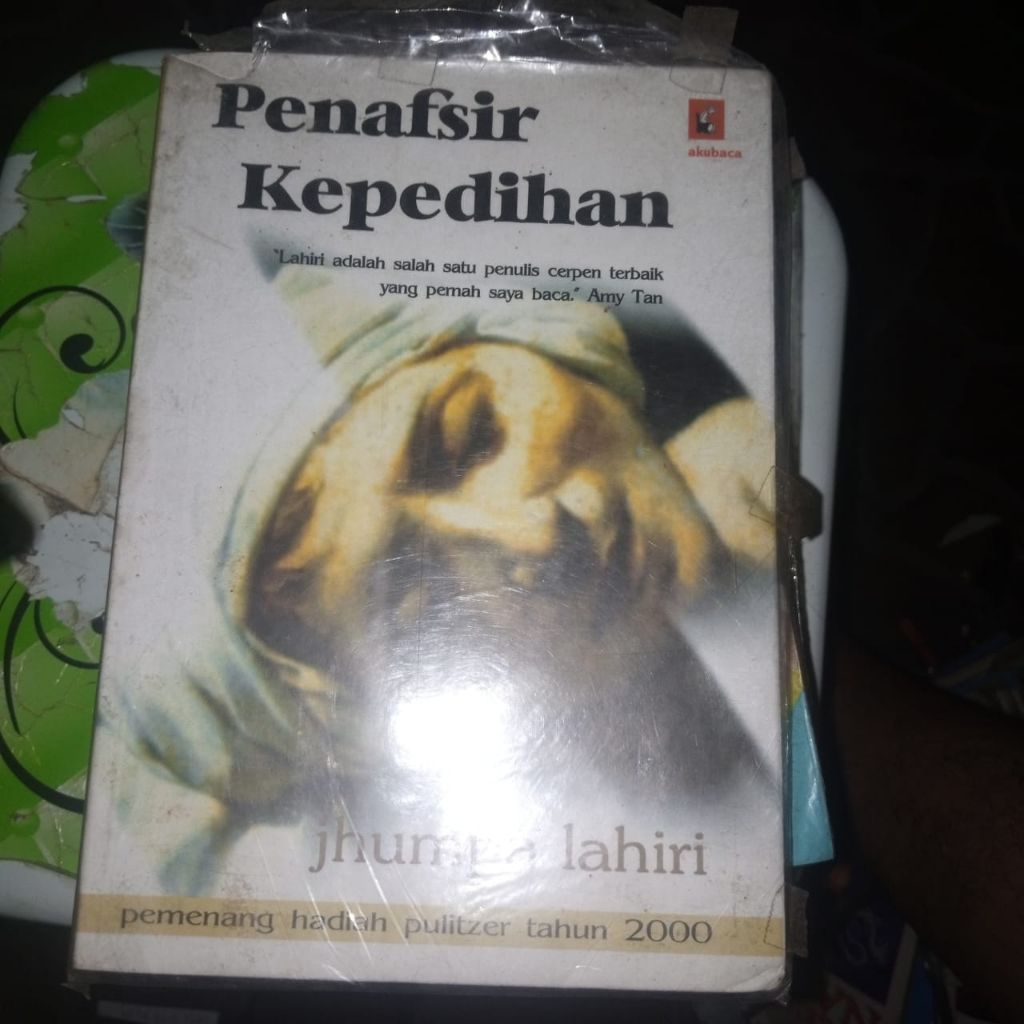 Penafsir
akubaca
Kepedihan
"Lahiri adalah salah satu penulis cerpen terbaik
yang pernah saya baca." Amy Tan
jhumpa lahiri
pemenang hadiah pulitzer tahun 2000